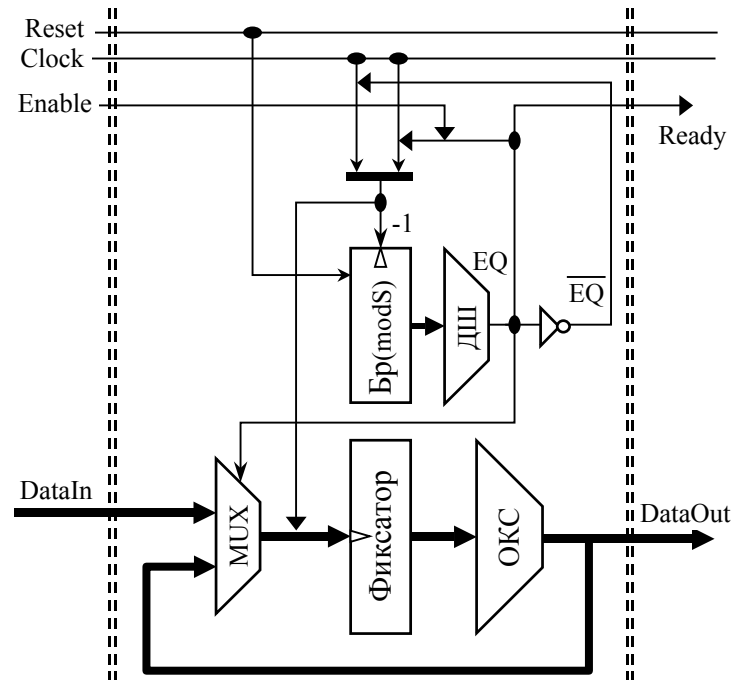 Reset
Clock
Enable
Ready
-1
EQ
EQ
Бр(modS)
ДШ
DataIn
DataOut
MUX
Фиксатор
ОКС